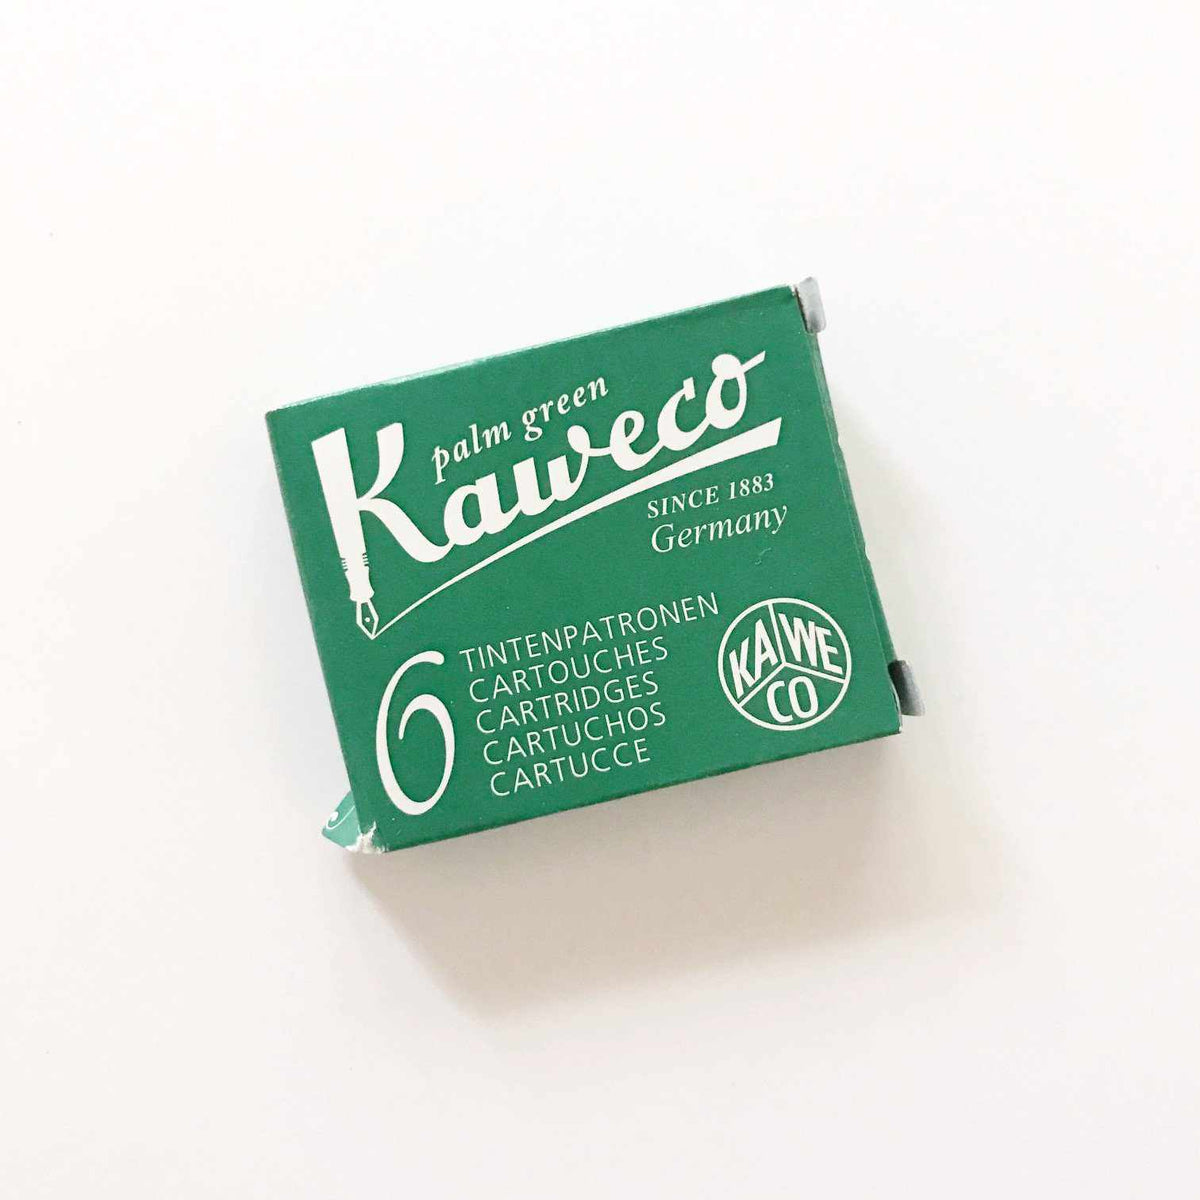 palm green
Kaweco
SINCE 1883
Germany
6
TINTENPATRONEN
CARTOUCHES
CARTRIDGES
CARTUCHOS
CARTUCCE
KA WE
CO